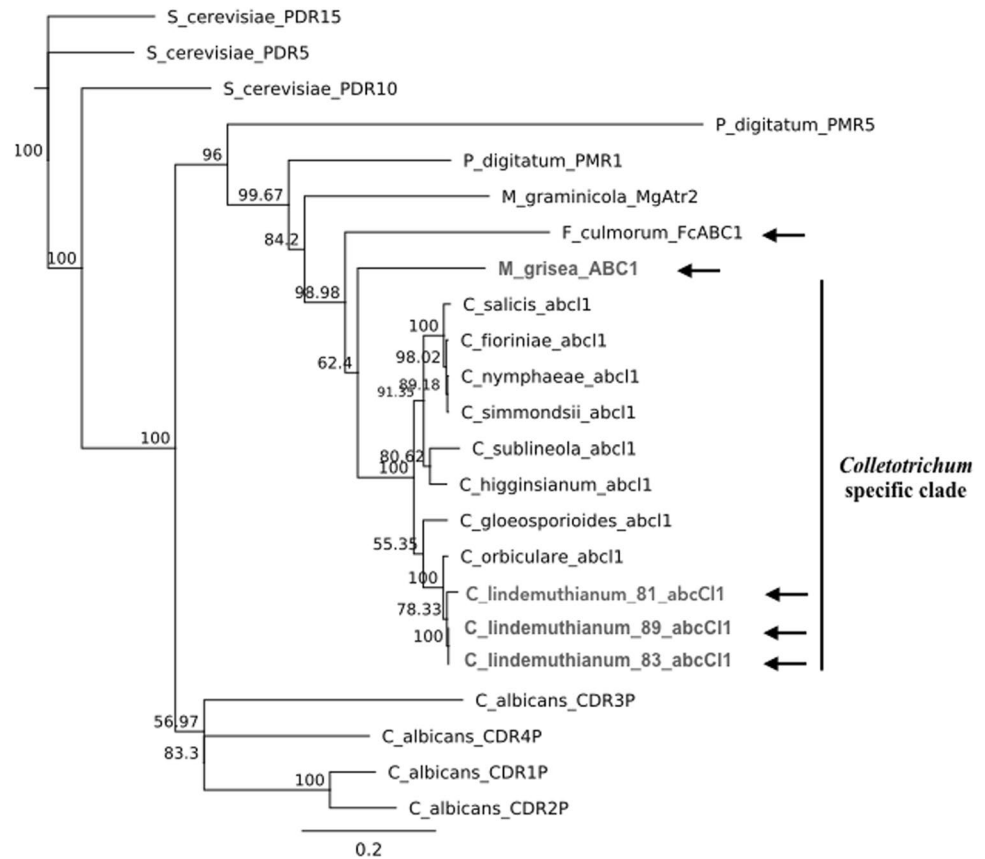 S_cerevisiae_PDR15
S_cerevisiae_PDR5
S_cerevisiae_PDR10
P_digitatum_PMR5
100
96
P_digitatum_PMR1
99.67
M_graminicola_MgAtr2
84.2
F_culmorum_FcABC1
100
M_grisea_ABC1
98.98
C_salicis_abcl1
100
C_fioriniae_abcl1
98.02
62.4
C_nymphaeae_abcl1
89.18
91.35
C_simmondsii_abcl1
100
C_sublineola_abcl1
80.62
100
Colletotrichum
specific clade
C_higginsianum_abcl1
C_gloeosporioides_abcl1
55.35
C_orbiculare_abcl1
100
C_lindemuthianum_81_abcCl1
78.33
C_lindemuthianum_89_abcCl1
100
C_lindemuthianum_83_abcCl1
C_albicans_CDR3P
56.97
C_albicans_CDR4P
83.3
C_albicans_CDR1P
100
C_albicans_CDR2P
0.2